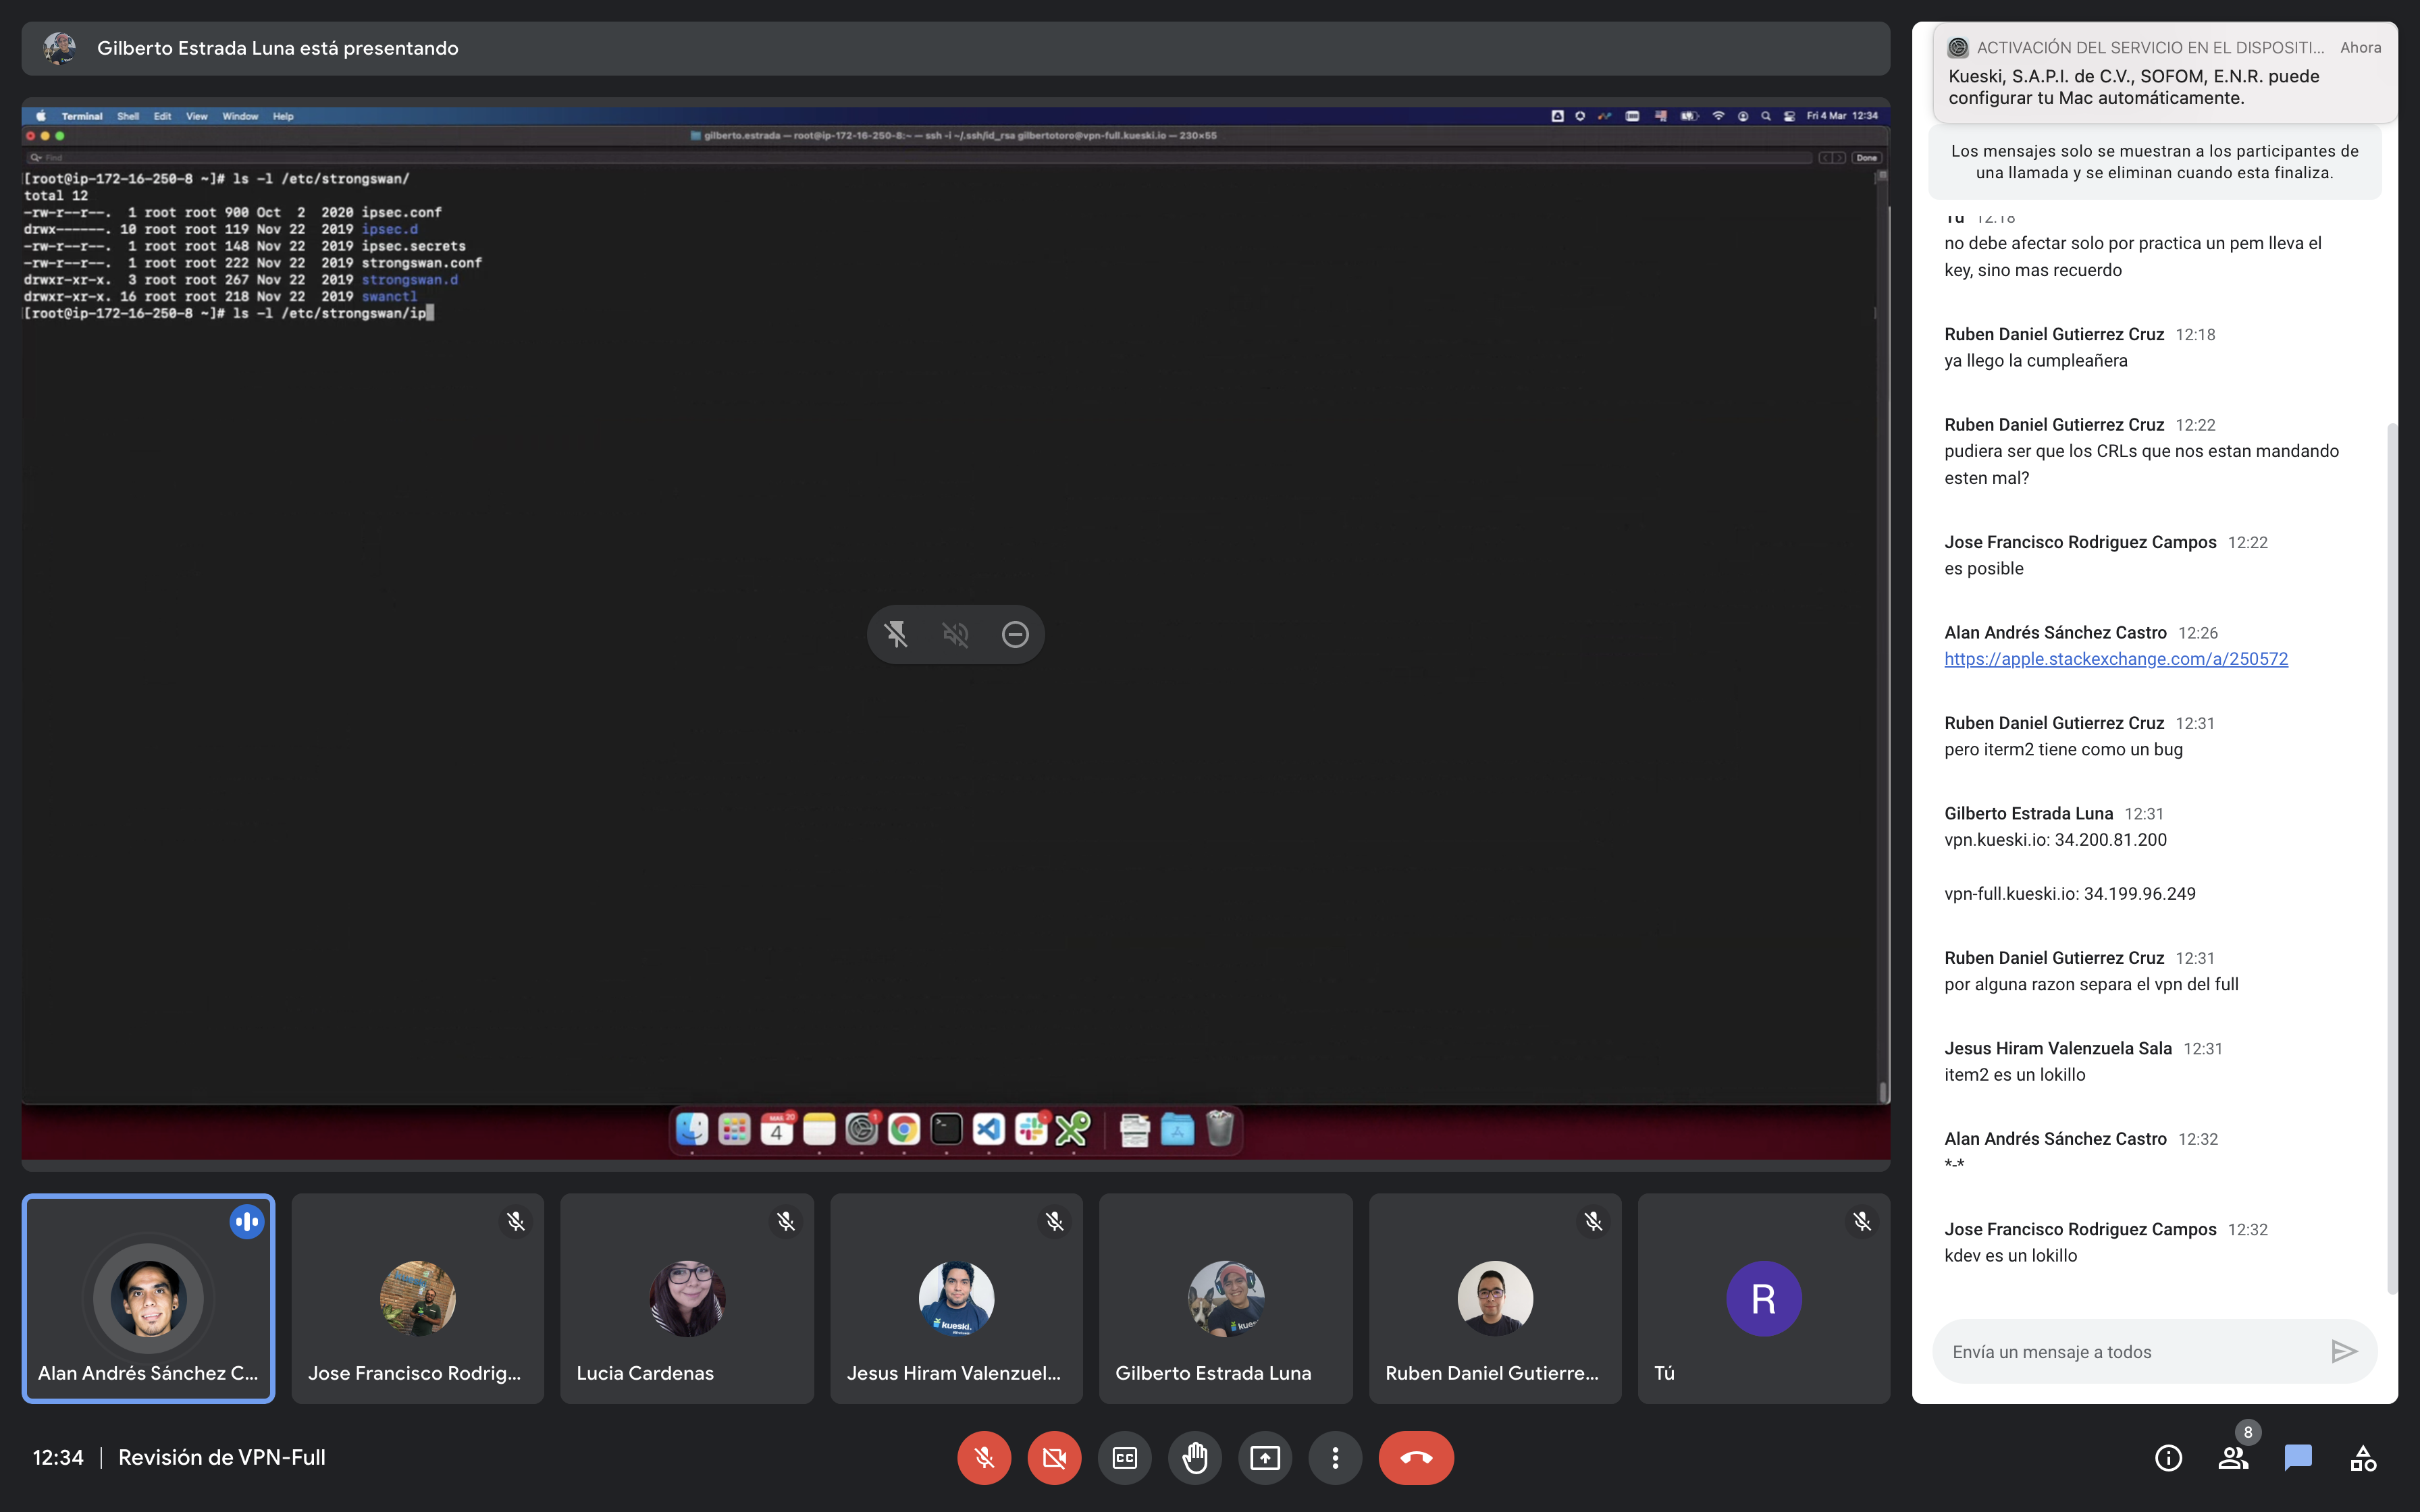 Gilberto Estrada Luna está presentando
Terminal Shell Edit View Window Help
Fri 4 Mar 12:34
gilberto.estrada — root@ip-172-16-250-8:~ — ssh -i ~/.ssh/id_rsa gilbertotoro@vpn-full.kueski.io — 230×55
Find
Done
[root@ip-172-16-250-8 ~]# ls -l /etc/strongswan/
total 12
-rw-r--r--. 1 root root 900 Oct 2 2020 ipsec.conf
drwx------. 10 root root 119 Nov 22 2019 ipsec.d
-rw-r--r--. 1 root root 148 Nov 22 2019 ipsec.secrets
-rw-r--r--. 1 root root 222 Nov 22 2019 strongswan.conf
drwxr-xr-x. 3 root root 267 Nov 22 2019 strongswan.d
drwxr-xr-x. 16 root root 218 Nov 22 2019 swanctl
[root@ip-172-16-250-8 ~]# ls -l /etc/strongswan/ip
MAR 20
4
1
kueski.
Alan Andrés Sánchez C...
Jose Francisco Rodrig...
Lucia Cardenas
Jesus Hiram Valenzuel...
Gilberto Estrada Luna
Ruben Daniel Gutierre...
R
Tú
12:34 | Revisión de VPN-Full
CC
8
ACTIVACIÓN DEL SERVICIO EN EL DISPOSITI... Ahora
Kueski, S.A.P.I. de C.V., SOFOM, E.N.R. puede
configurar tu Mac automáticamente.
Los mensajes solo se muestran a los participantes de
una llamada y se eliminan cuando esta finaliza.
Tú 12:18
no debe afectar solo por practica un pem lleva el
key, sino mas recuerdo
Ruben Daniel Gutierrez Cruz 12:18
ya llego la cumpleañera
Ruben Daniel Gutierrez Cruz 12:22
pudiera ser que los CRLs que nos estan mandando
esten mal?
Jose Francisco Rodriguez Campos 12:22
es posible
Alan Andrés Sánchez Castro 12:26
https://apple.stackexchange.com/a/250572
Ruben Daniel Gutierrez Cruz 12:31
pero iterm2 tiene como un bug
Gilberto Estrada Luna 12:31
vpn.kueski.io: 34.200.81.200
vpn-full.kueski.io: 34.199.96.249
Ruben Daniel Gutierrez Cruz 12:31
por alguna razon separa el vpn del full
Jesus Hiram Valenzuela Sala 12:31
item2 es un lokillo
Alan Andrés Sánchez Castro 12:32
*-*
Jose Francisco Rodriguez Campos 12:32
kdev es un lokillo
Envía un mensaje a todos